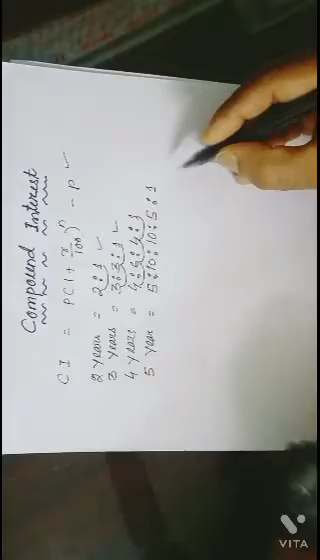 Compound Interest
CI = P(1 + r/100)^n - P ✓
2 years = 2:1 ✓
3 years = 3:3:1 ✓
4 years = 4:6:4:1
5 year = 5:10:10:5:1
VITA